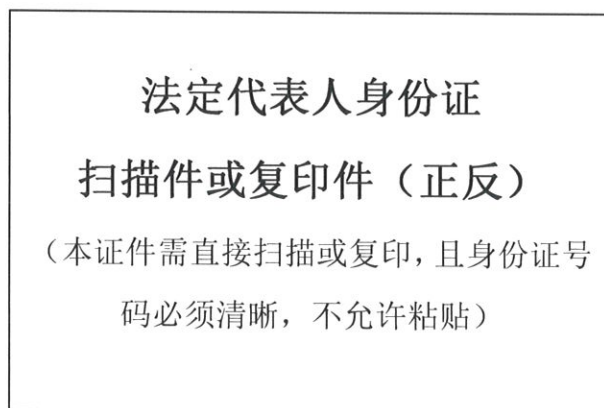 法定代表人身份证
扫描件或复印件（正反）
（本证件需直接扫描或复印，且身份证号
码必须清晰，不允许粘贴）